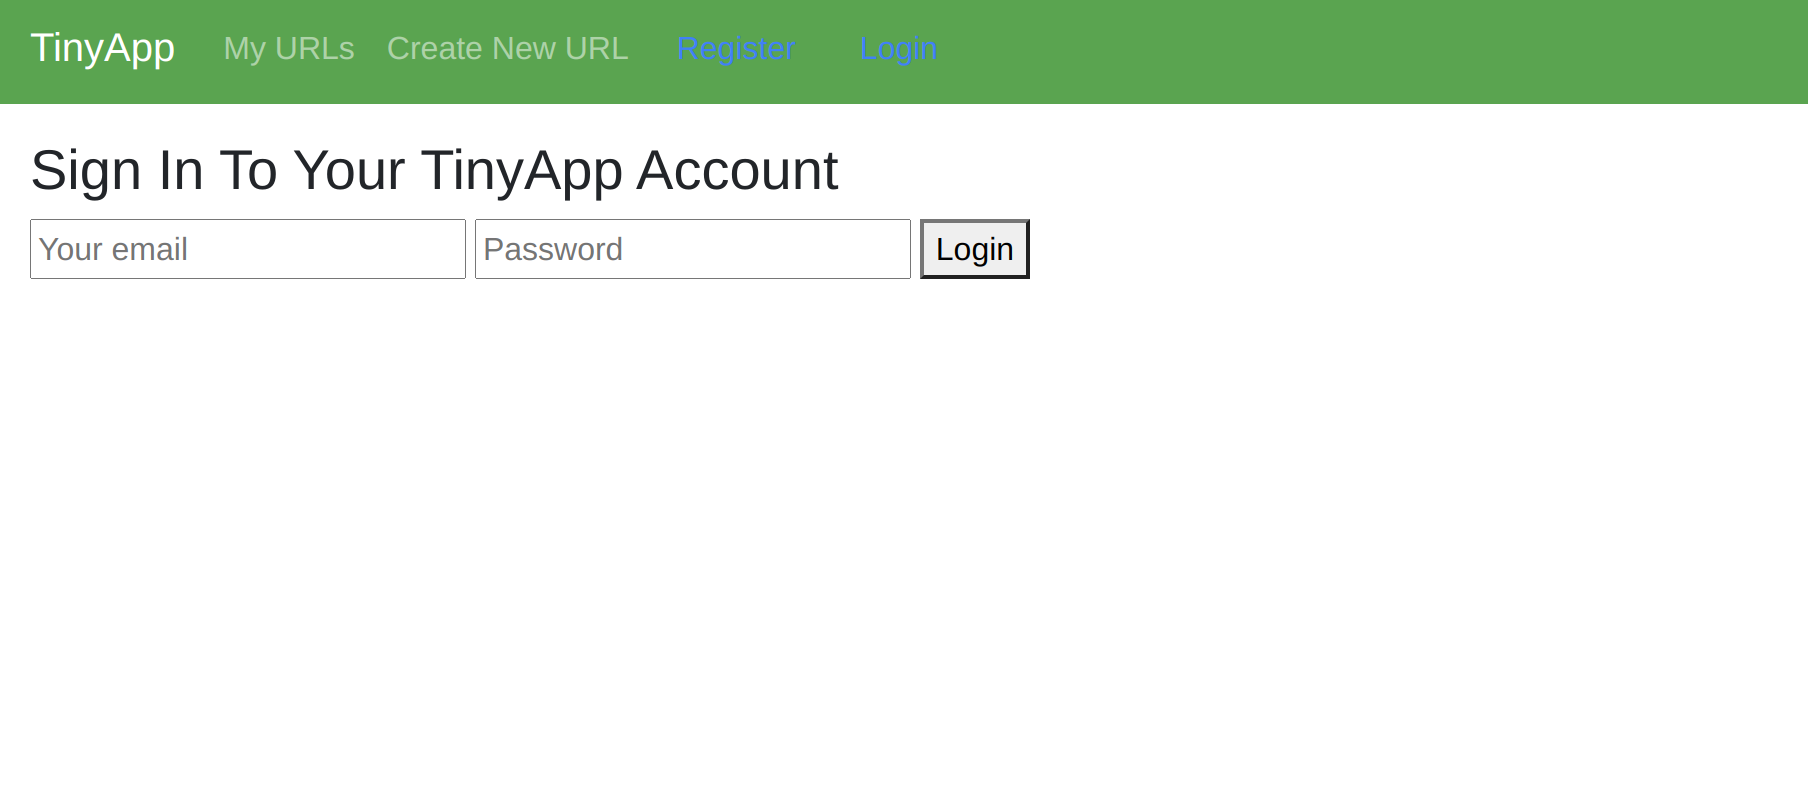 TinyApp My URLs Create New URL Register Login
Sign In To Your TinyApp Account
Your email Password Login